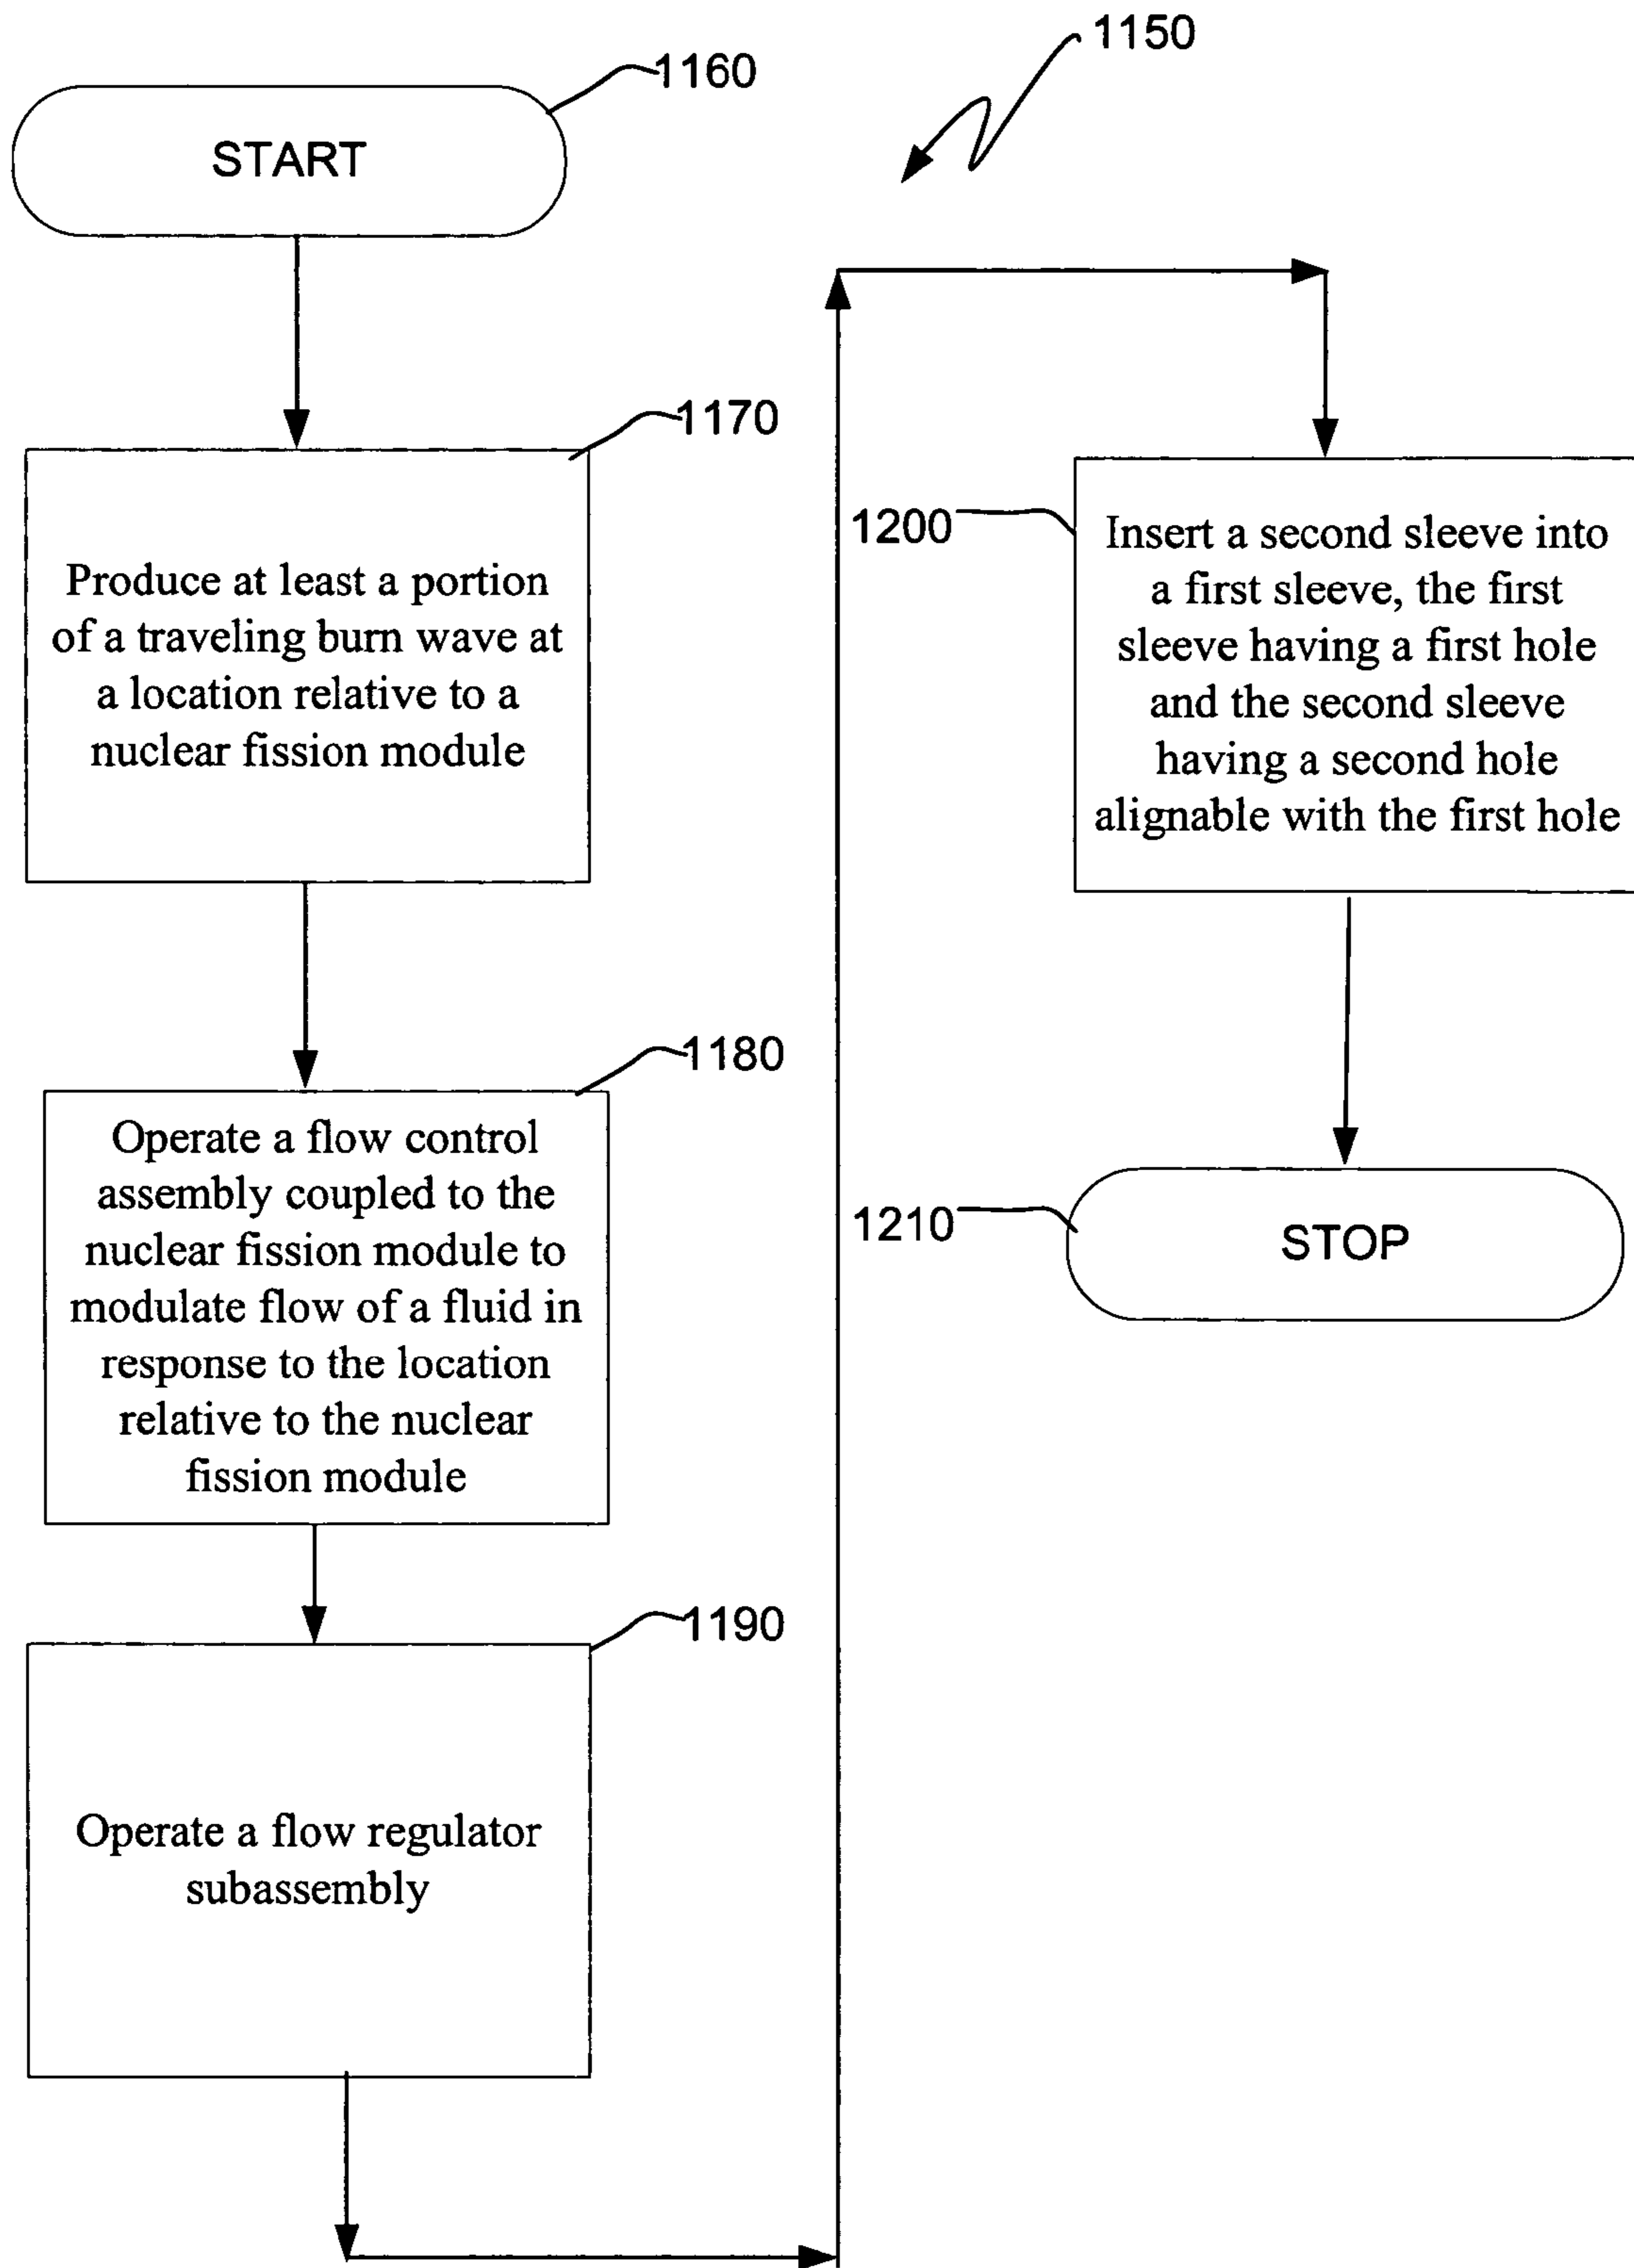 1150
1160
START
1170
Produce at least a portion
of a traveling burn wave at
a location relative to a
nuclear fission module
1180
Operate a flow control
assembly coupled to the
nuclear fission module to
modulate flow of a fluid in
response to the location
relative to the nuclear
fission module
1190
Operate a flow regulator
subassembly
1200
Insert a second sleeve into
a first sleeve, the first
sleeve having a first hole
and the second sleeve
having a second hole
alignable with the first hole
1210
STOP